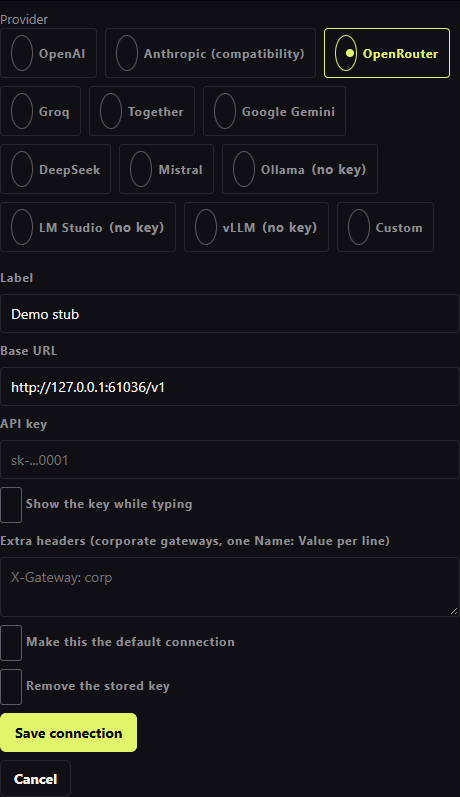 Provider
OpenAI Anthropic (compatibility) OpenRouter
Groq Together Google Gemini
DeepSeek Mistral Ollama (no key)
LM Studio (no key) vLLM (no key) Custom
Label
Demo stub
Base URL
http://127.0.0.1:61036/v1
API key
sk-...0001
Show the key while typing
Extra headers (corporate gateways, one Name: Value per line)
X-Gateway: corp
Make this the default connection
Remove the stored key
Save connection
Cancel